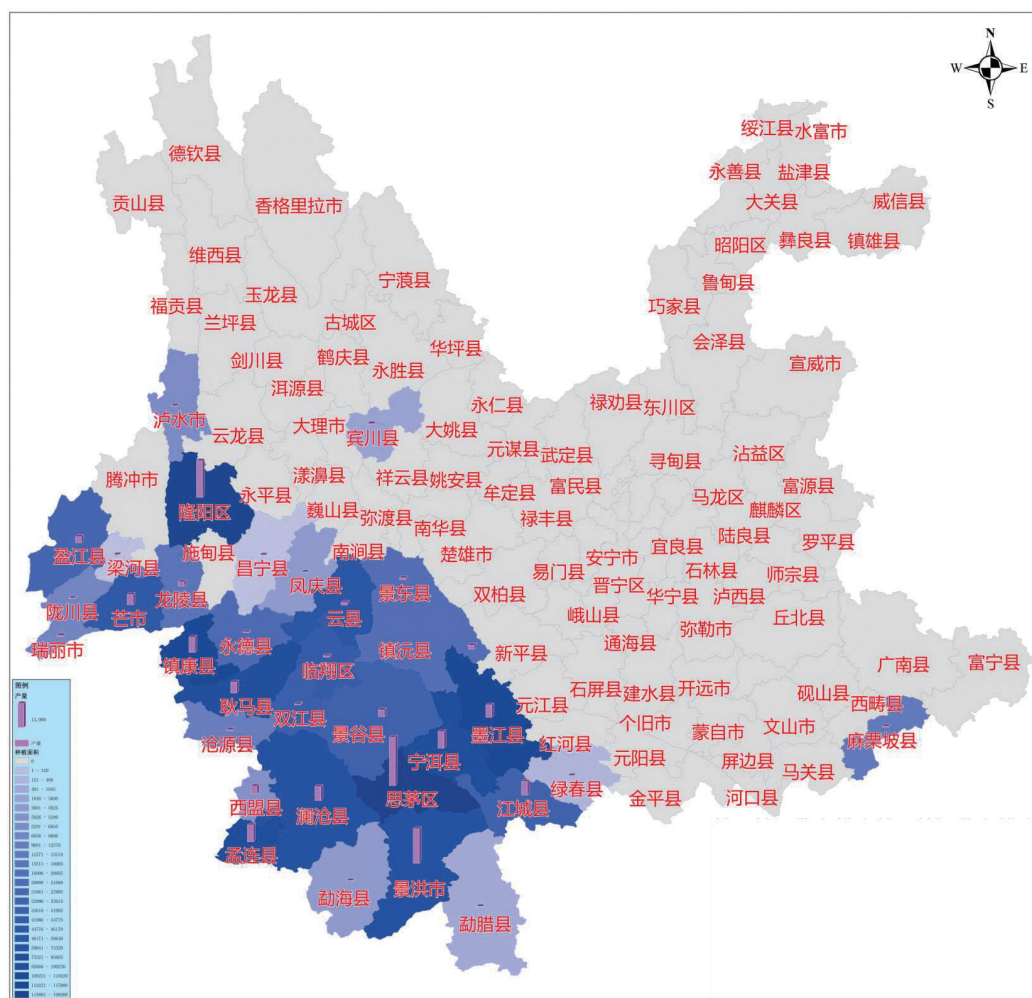 N
W E
S
绥江县 水富市
德钦县
永善县 盐津县
贡山县 香格里拉市 大关县 威信县
昭阳区 彝良县 镇雄县
维西县
宁蒗县 鲁甸县
玉龙县
福贡县 巧家县
兰坪县 古城区
会泽县
剑川县 鹤庆县 华坪县
永胜县 宣威市
洱源县
永仁县 禄劝县 东川区
泸水市
云龙县 大理市 宾川县 大姚县
元谋县 武定县 沾益区
寻甸县
腾冲市 漾濞县 祥云县 姚安县
永平县 牟定县 富民县 马龙区 富源县
隆阳区 巍山县 弥渡县 麒麟区
南华县 禄丰县 陆良县
盈江县 施甸县 南涧县 楚雄市 安宁市 宜良县 罗平县
梁河县 昌宁县
凤庆县 易门县 石林县 师宗县
陇川县 龙陵县 景东县 双柏县 晋宁区 华宁县 泸西县
芒市 云县
峨山县 丘北县
瑞丽市 永德县 通海县 弥勒市
镇沅县 新平县
镇康县 临翔区 广南县 富宁县
耿马县 石屏县 建水县 开远市 砚山县
双江县 元江县 西畴县
沧源县 景谷县 墨江县 个旧市 蒙自市 文山市
宁洱县 红河县 麻栗坡县
元阳县 屏边县
西盟县 澜沧县 思茅区 江城县 绿春县 马关县
金平县 河口县
孟连县
勐海县 景洪市
勐腊县
图例
产量
产量
种植面积
0